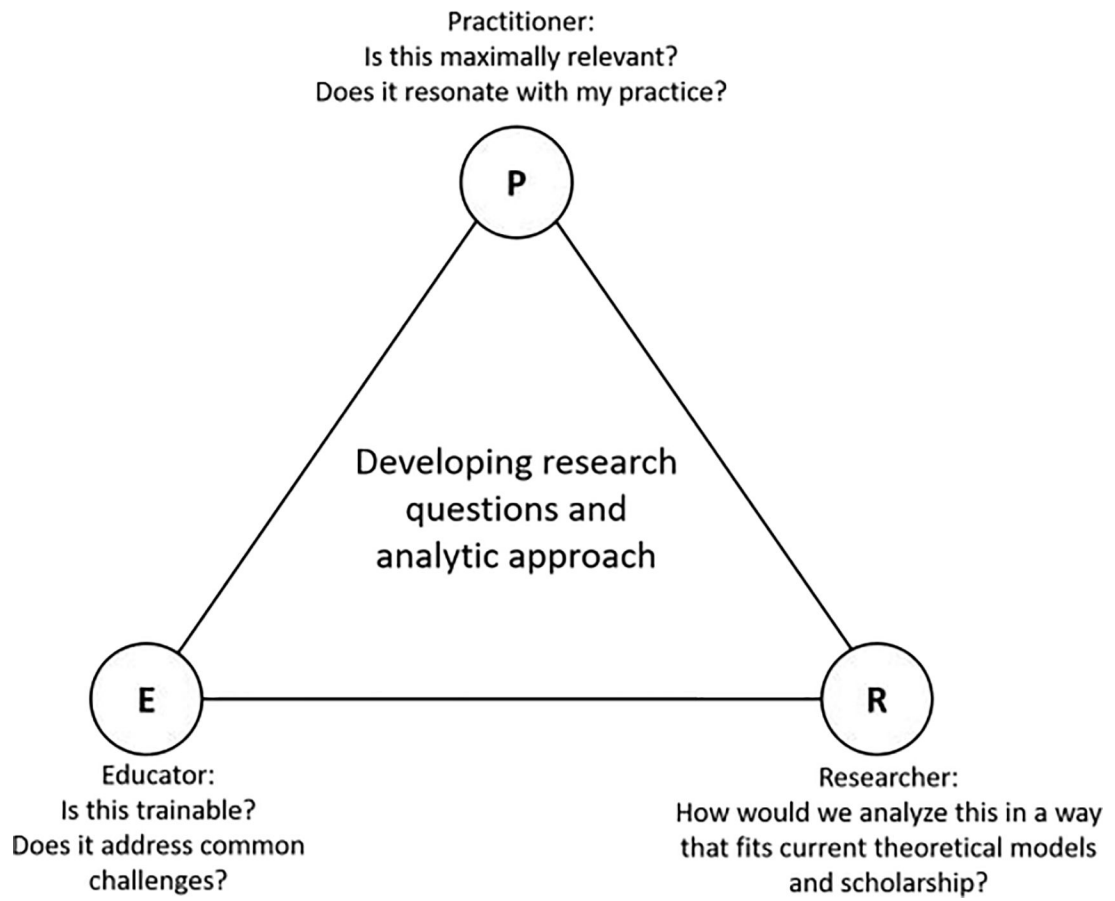 Practitioner:
Is this maximally relevant?
Does it resonate with my practice?
P
Developing research
questions and
analytic approach
E
R
Educator:
Is this trainable?
Does it address common
challenges?
Researcher:
How would we analyze this in a way
that fits current theoretical models
and scholarship?